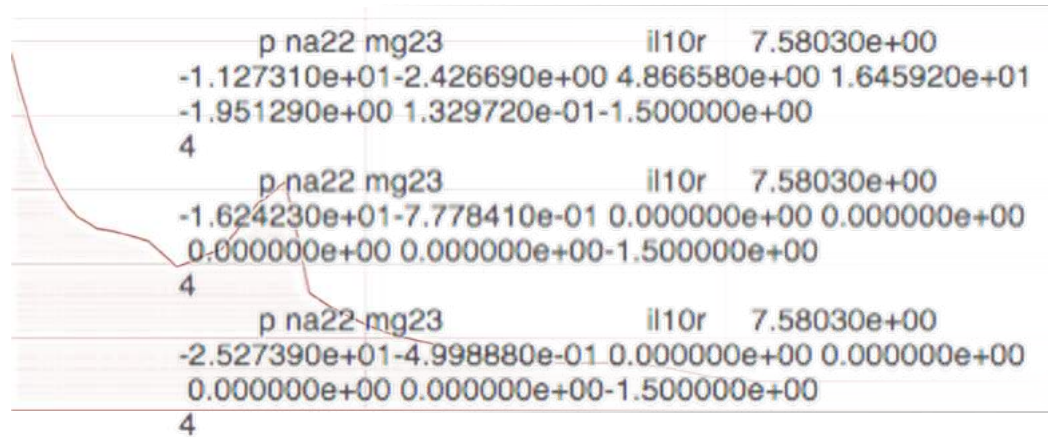 p na22 mg23 il10r 7.58030e+00
-1.127310e+01-2.426690e+00 4.866580e+00 1.645920e+01
-1.951290e+00 1.329720e-01-1.500000e+00
4
p na22 mg23 il10r 7.58030e+00
-1.624230e+01-7.778410e-01 0.000000e+00 0.000000e+00
0.000000e+00 0.000000e+00-1.500000e+00
4
p na22 mg23 il10r 7.58030e+00
-2.527390e+01-4.998880e-01 0.000000e+00 0.000000e+00
0.000000e+00 0.000000e+00-1.500000e+00
4